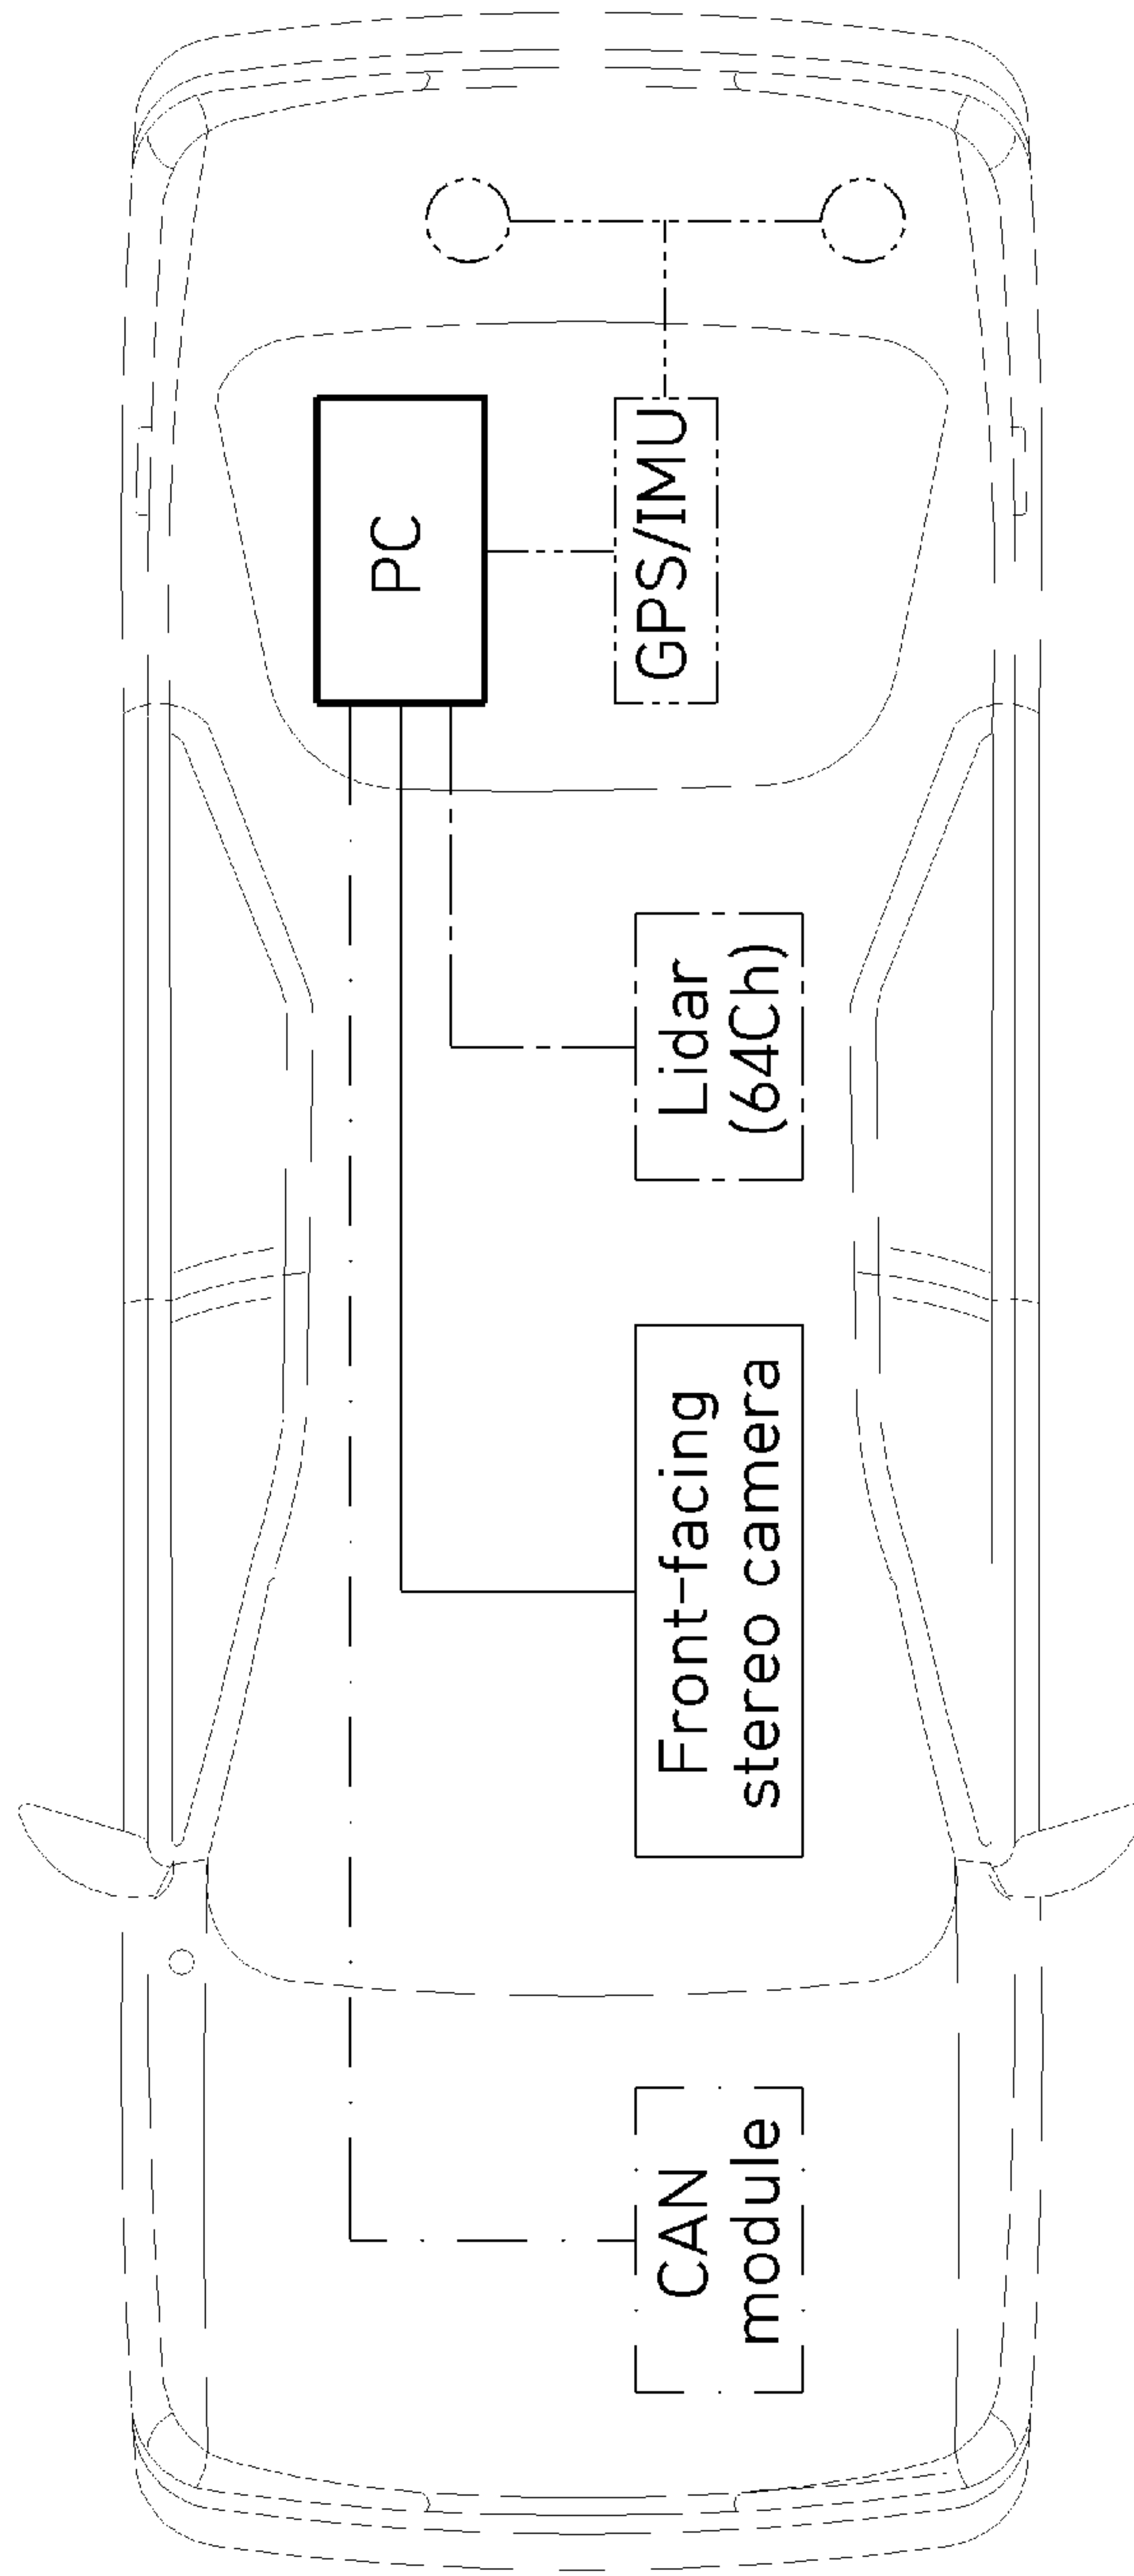 PC
GPS/IMU
Lidar
(64Ch)
Front-facing
stereo camera
CAN
module